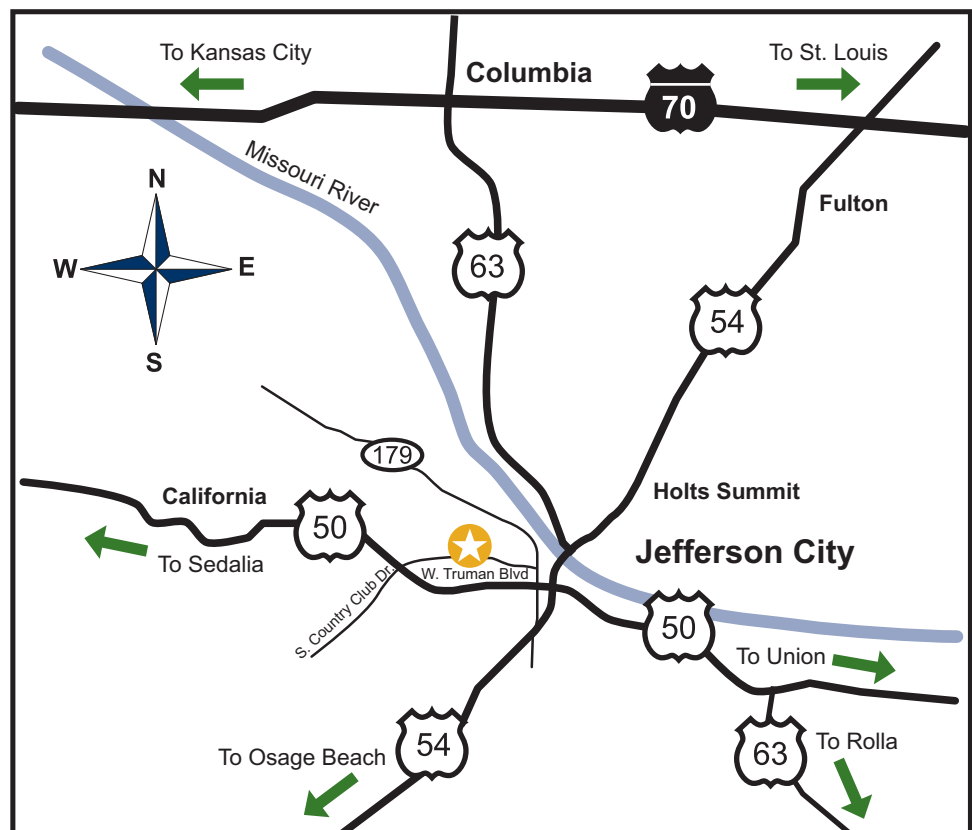 To Kansas City
To St. Louis
Columbia
70
Missouri River
N
W
E
S
Fulton
63
54
179
Holts Summit
California
50
Jefferson City
To Sedalia
W. Truman Blvd
S. Country Club Dr.
50
To Union
54
63
To Rolla
To Osage Beach